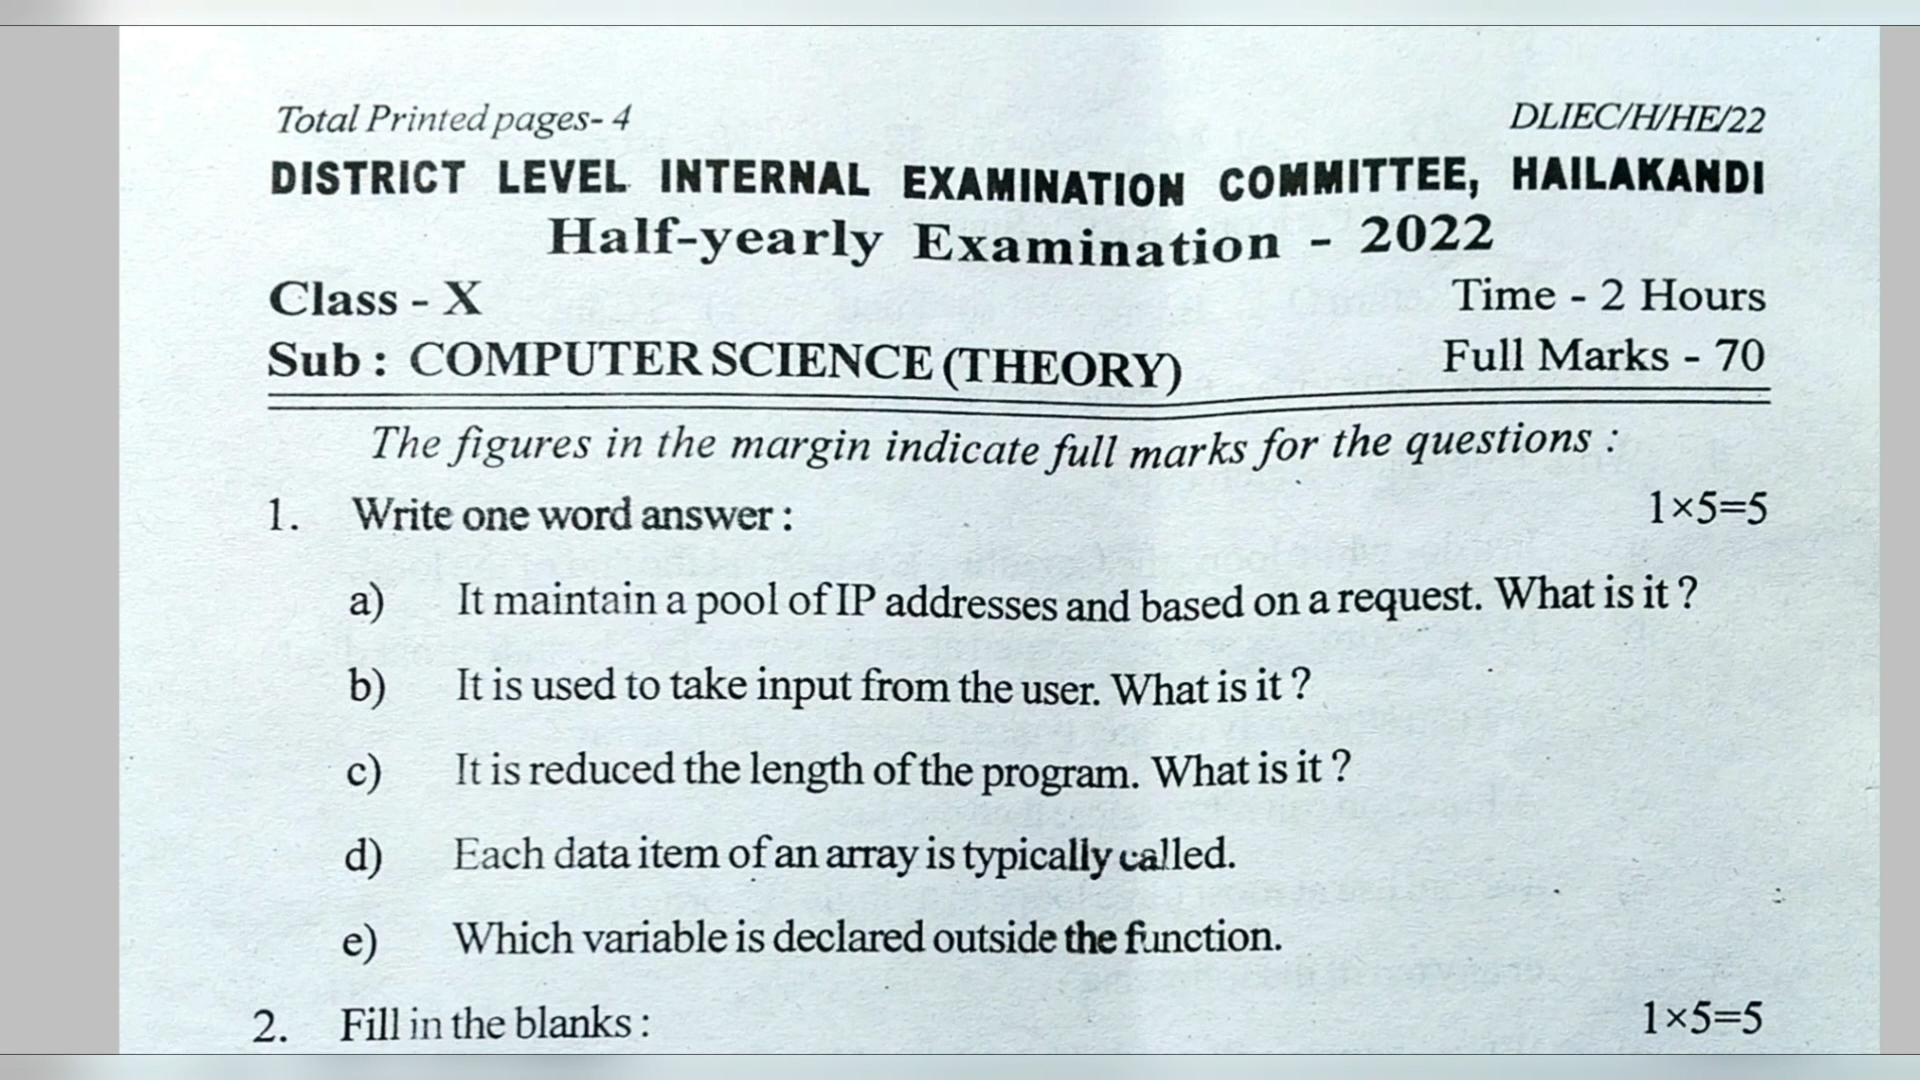 Total Printed pages- 4 DLIEC/H/HE/22
DISTRICT LEVEL INTERNAL EXAMINATION COMMITTEE, HAILAKANDI
Half-yearly Examination - 2022
Class - X Time - 2 Hours
Sub : COMPUTER SCIENCE (THEORY) Full Marks - 70
The figures in the margin indicate full marks for the questions :
1. Write one word answer : 1×5=5
a) It maintain a pool of IP addresses and based on a request. What is it ?
b) It is used to take input from the user. What is it ?
c) It is reduced the length of the program. What is it ?
d) Each data item of an array is typically called.
e) Which variable is declared outside the function.
2. Fill in the blanks : 1×5=5